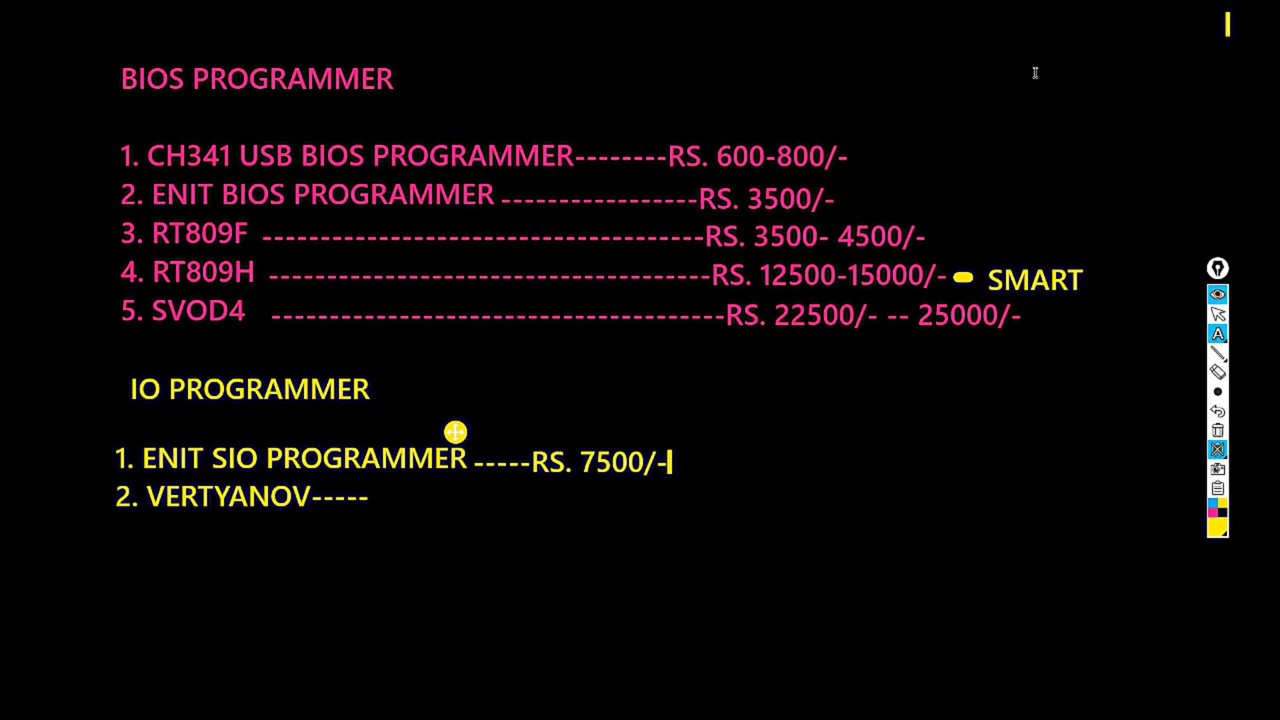 BIOS PROGRAMMER
1. CH341 USB BIOS PROGRAMMER--------RS. 600-800/-
2. ENIT BIOS PROGRAMMER -----------------RS. 3500/-
3. RT809F --------------------------------------RS. 3500- 4500/-
4. RT809H --------------------------------------RS. 12500-15000/- - SMART
5. SVOD4 ---------------------------------------RS. 22500/- -- 25000/-
IO PROGRAMMER
1. ENIT SIO PROGRAMMER -----RS. 7500/-
2. VERTYANOV-----